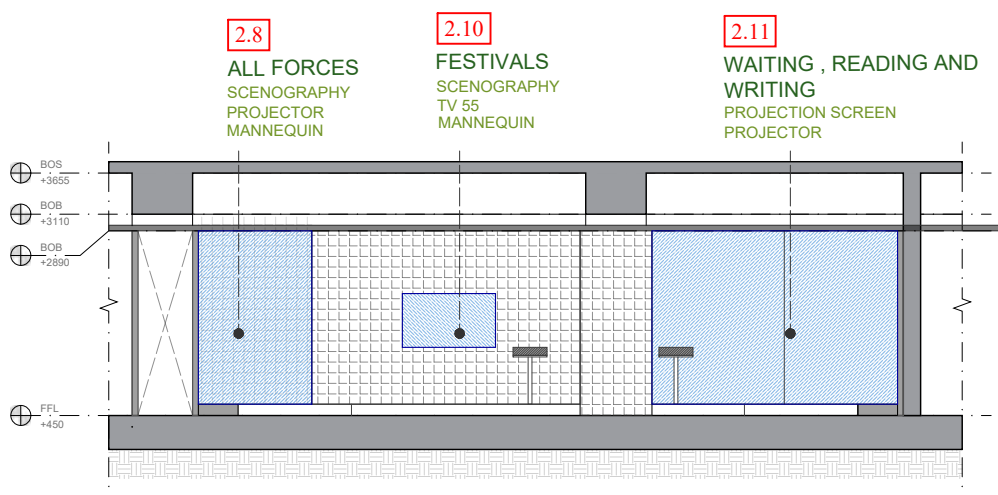 2.8
ALL FORCES
SCENOGRAPHY
PROJECTOR
MANNEQUIN
2.10
FESTIVALS
SCENOGRAPHY
TV 55
MANNEQUIN
2.11
WAITING , READING AND
WRITING
PROJECTION SCREEN
PROJECTOR
BOS
+3655
BOB
+3110
BOB
+2890
FFL
+450